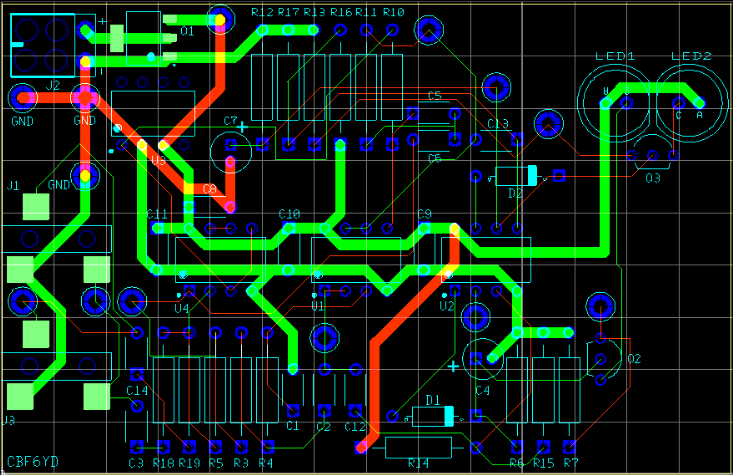 R12 R17 R13 R16 R11 R10
Q1
J2
LED1 LED2
A C C A
GND GND
C7 C5 C13
C6
U3
D2 Q3
J1 GND
C8
C11 C10 C9
U4 U1 U2
Q2
C14 C4
D1
J3
C1 C2 C12
CBF6YD C3 R18 R19 R5 R3 R4 R14 R6 R15 R7